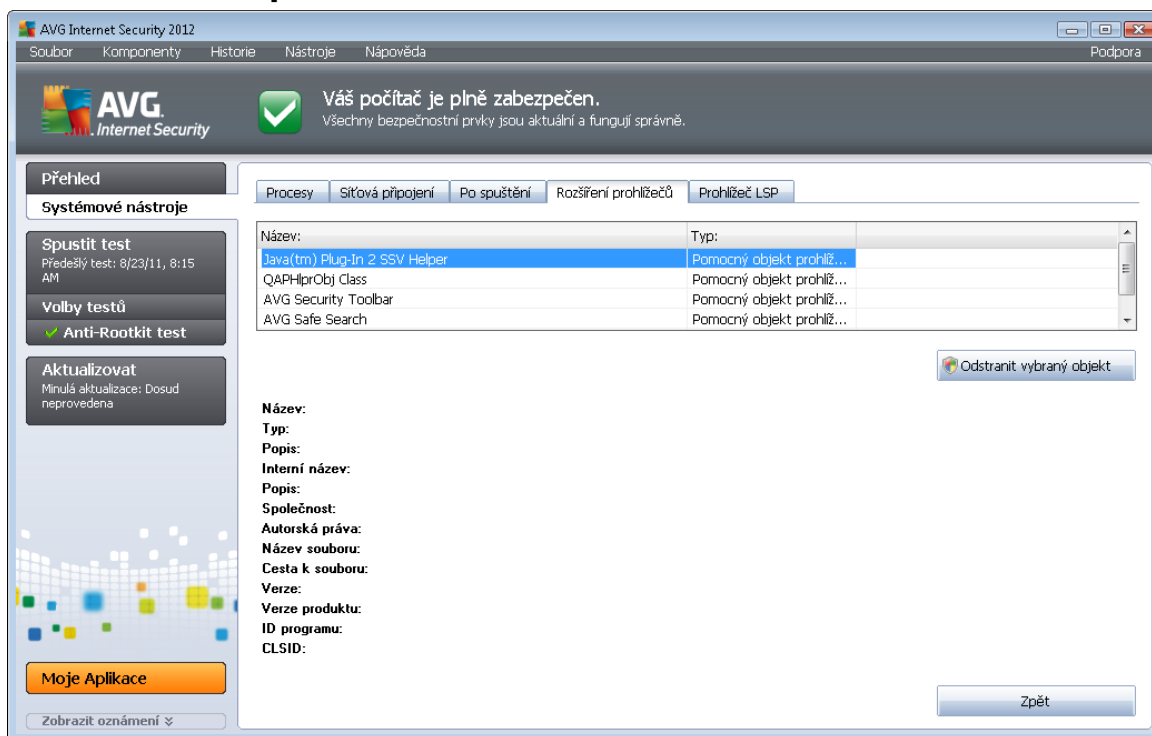 AVG Internet Security 2012
Soubor Komponenty Historie Nástroje Nápověda Podpora
AVG.
Internet Security
Váš počítač je plně zabezpečen.
Všechny bezpečnostní prvky jsou aktuální a fungují správně.
Přehled
Systémové nástroje
Spustit test
Předešlý test: 8/23/11, 8:15
AM
Volby testů
Anti-Rootkit test
Aktualizovat
Minulá aktualizace: Dosud
neprovedena
Moje Aplikace
Zobrazit oznámení
Procesy Síťová připojení Po spuštění Rozšíření prohlížečů Prohlížeč LSP
Název: Typ:
Java(tm) Plug-In 2 SSV Helper Pomocný objekt prohlíž...
QAPHlprObj Class Pomocný objekt prohlíž...
AVG Security Toolbar Pomocný objekt prohlíž...
AVG Safe Search Pomocný objekt prohlíž...
Odstranit vybraný objekt
Název:
Typ:
Popis:
Interní název:
Popis:
Společnost:
Autorská práva:
Název souboru:
Cesta k souboru:
Verze:
Verze produktu:
ID programu:
CLSID:
Zpět